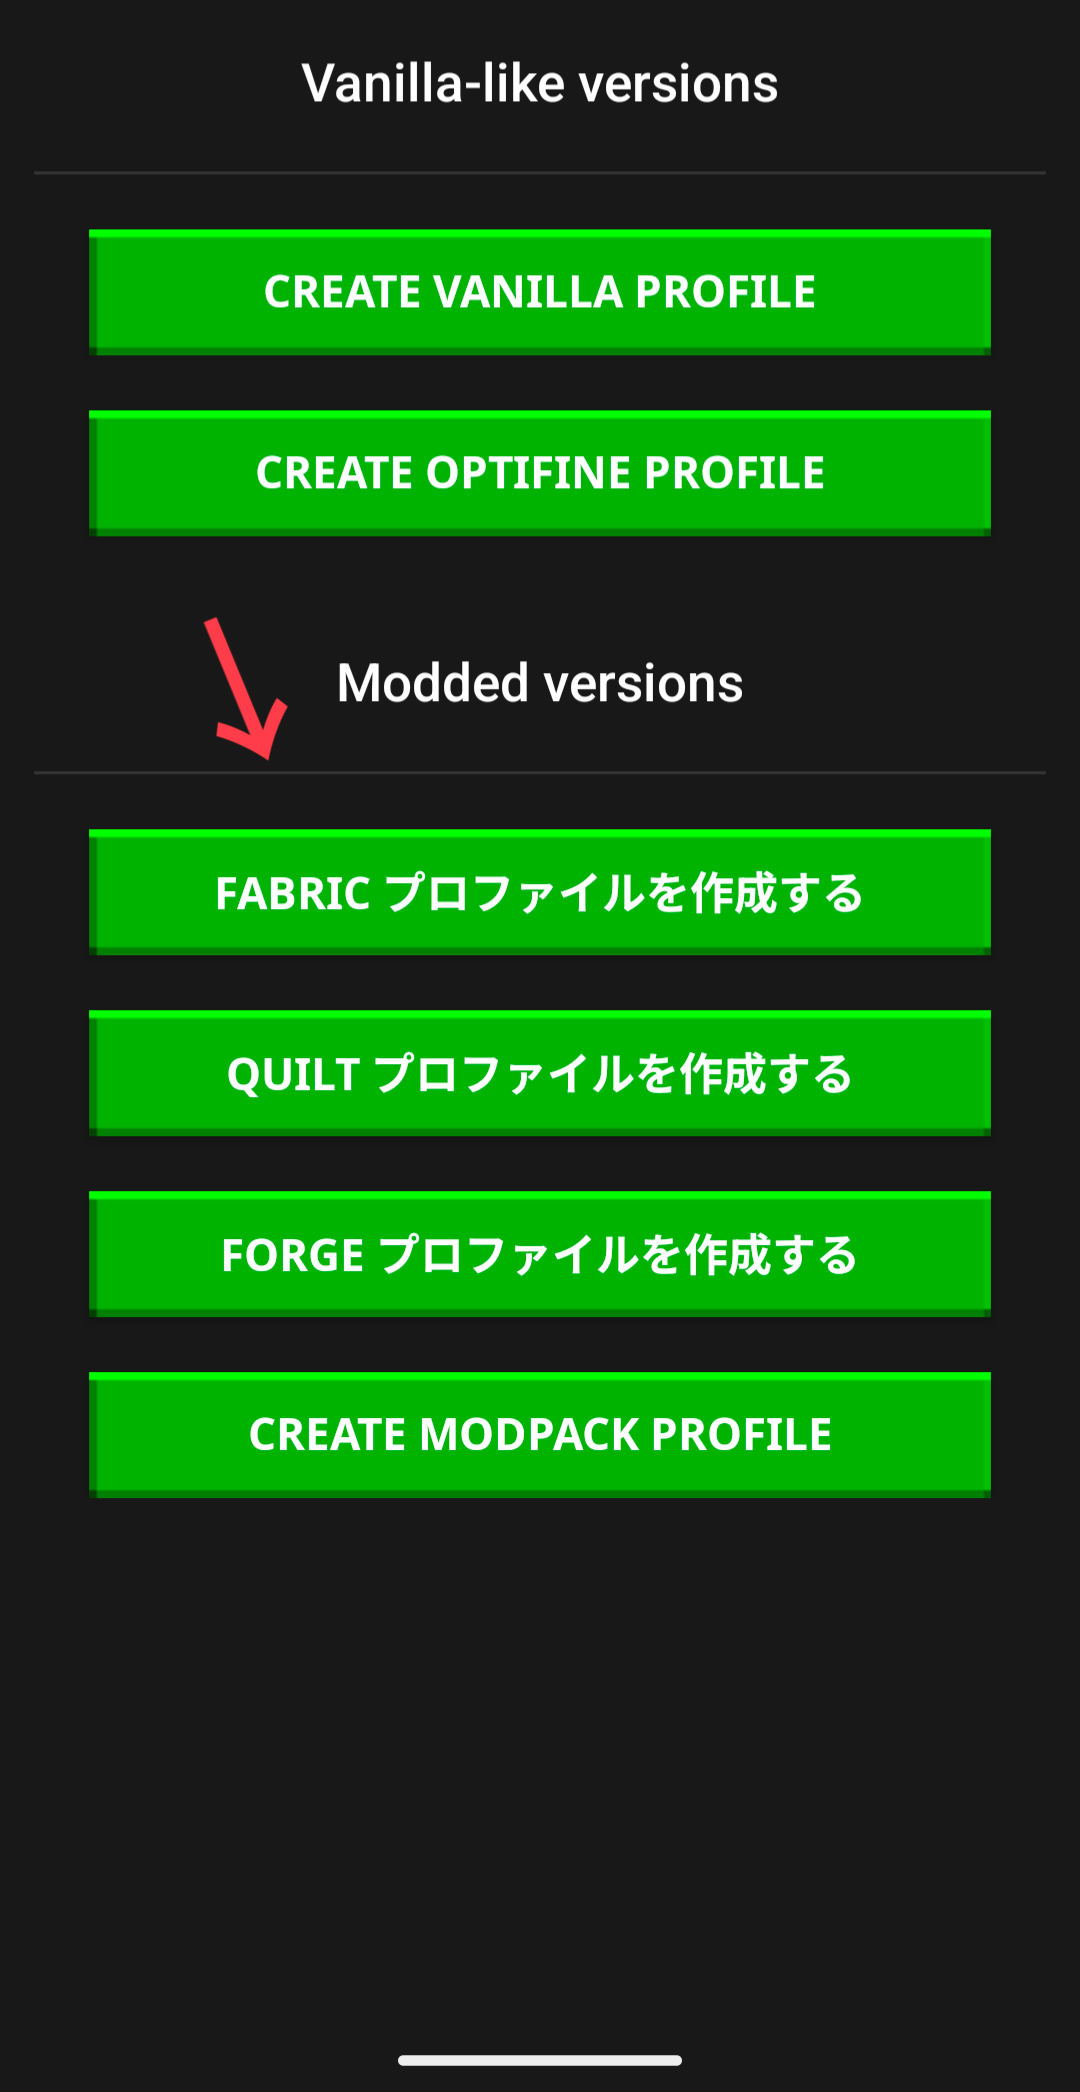 Vanilla-like versions
CREATE VANILLA PROFILE
CREATE OPTIFINE PROFILE
Modded versions
FABRIC プロファイルを作成する
QUILT プロファイルを作成する
FORGE プロファイルを作成する
CREATE MODPACK PROFILE